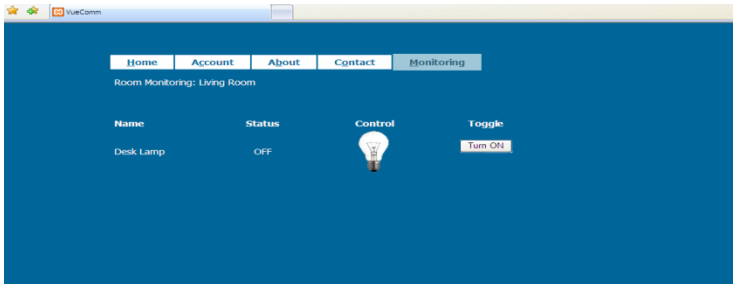 VueComm
Home Account About Contact Monitoring
Room Monitoring: Living Room
Name Status Control Toggle
Desk Lamp OFF Turn ON